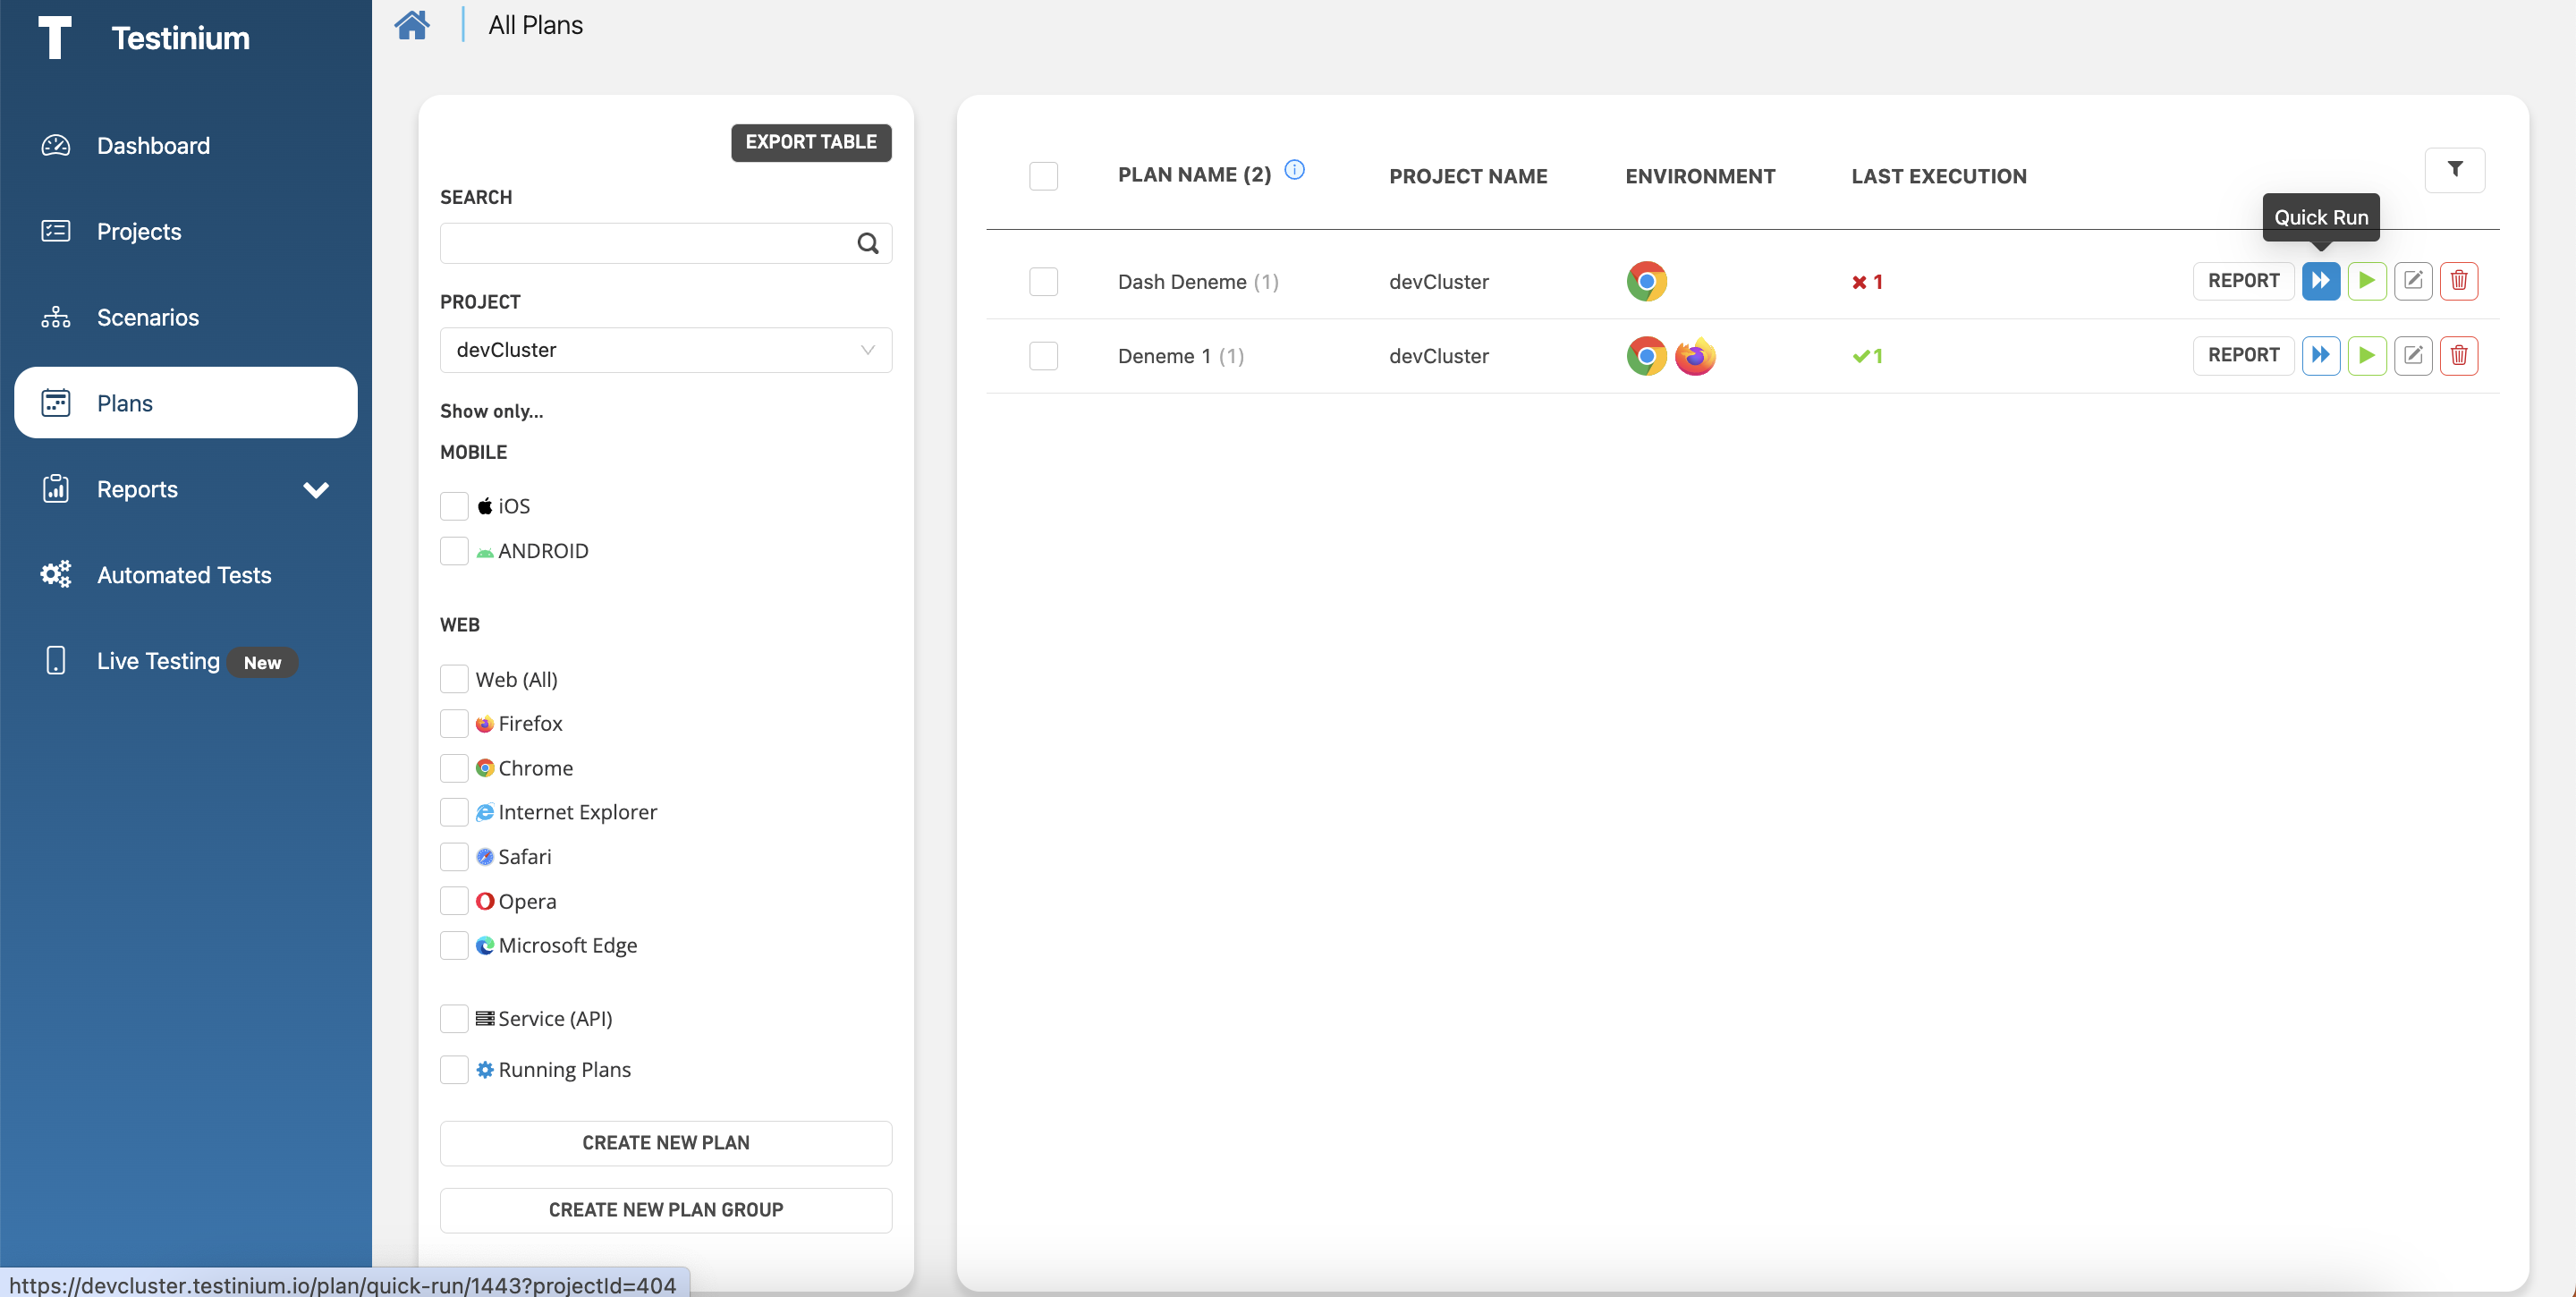 T Testinium
Dashboard
Projects
Scenarios
Plans
Reports
Automated Tests
Live Testing New
All Plans
EXPORT TABLE
SEARCH
PROJECT
devCluster
Show only...
MOBILE
iOS
ANDROID
WEB
Web (All)
Firefox
Chrome
Internet Explorer
Safari
Opera
Microsoft Edge
Service (API)
Running Plans
CREATE NEW PLAN
CREATE NEW PLAN GROUP
PLAN NAME (2) PROJECT NAME ENVIRONMENT LAST EXECUTION
Quick Run
Dash Deneme (1) devCluster 1 REPORT
Deneme 1 (1) devCluster 1 REPORT
https://devcluster.testinium.io/plan/quick-run/1443?projectId=404